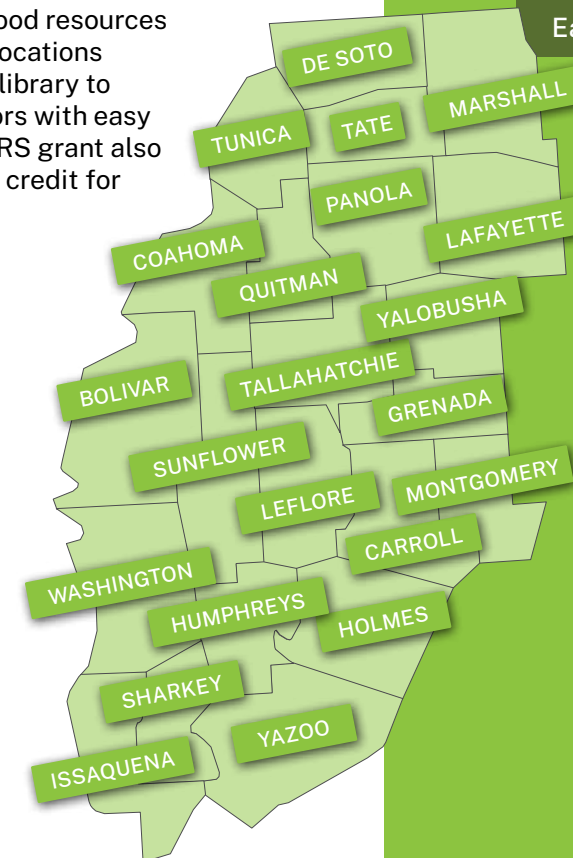 ood resources
ocations
library to
ors with easy
RS grant also
credit for
Ea
DE SOTO
MARSHALL
TUNICA
TATE
PANOLA
LAFAYETTE
COAHOMA
QUITMAN
YALOBUSHA
BOLIVAR
TALLAHATCHIE
GRENADA
SUNFLOWER
LEFLORE
MONTGOMERY
CARROLL
WASHINGTON
HUMPHREYS
HOLMES
SHARKEY
YAZOO
ISSAQUENA